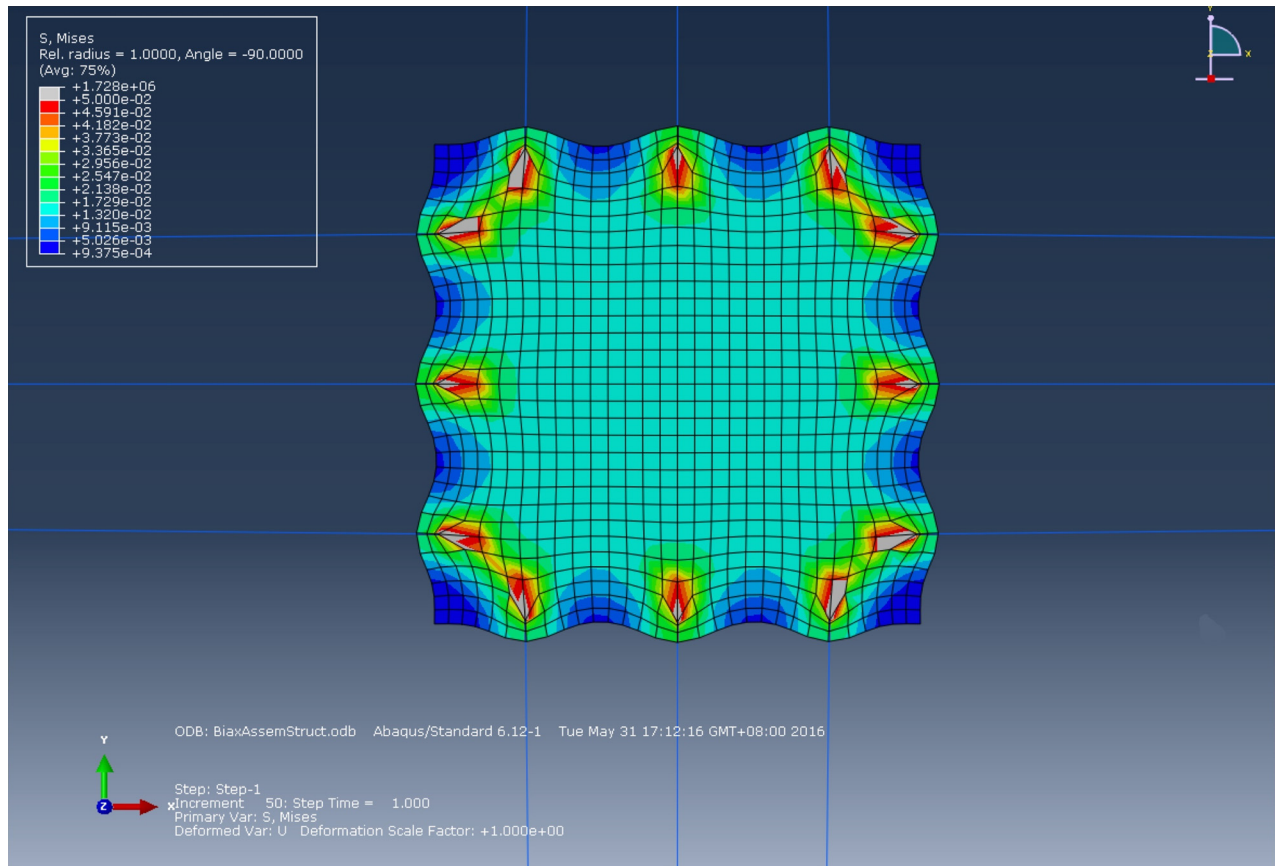 S, Mises
Rel. radius = 1.0000, Angle = -90.0000
(Avg: 75%)
+1.728e+06
+5.000e-02
+4.591e-02
+4.182e-02
+3.773e-02
+3.365e-02
+2.956e-02
+2.547e-02
+2.138e-02
+1.729e-02
+1.320e-02
+9.115e-03
+5.026e-03
+9.375e-04
Y
X
Z
ODB: BiaxAssemStruct.odb Abaqus/Standard 6.12-1 Tue May 31 17:12:16 GMT+08:00 2016
Y
Z
X
Step: Step-1
Increment 50: Step Time = 1.000
Primary Var: S, Mises
Deformed Var: U Deformation Scale Factor: +1.000e+00